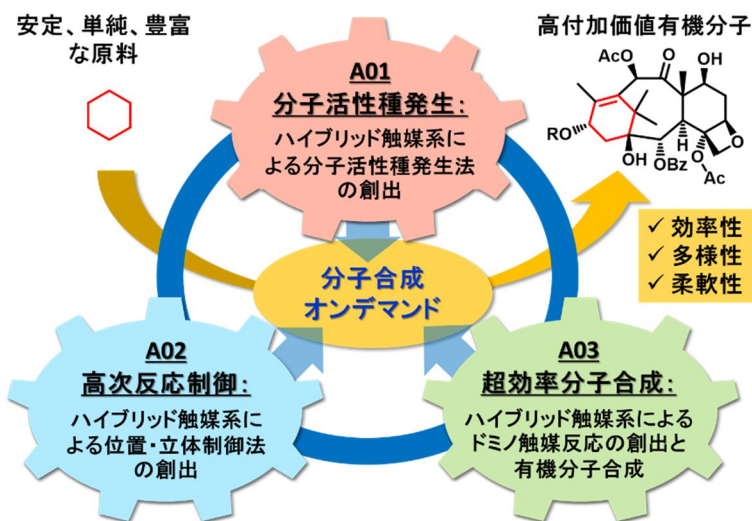 安定、単純、豊富
な原料
高付加価値有機分子
A01
分子活性種発生:
ハイブリッド触媒系に
よる分子活性種発生法
の創出
AcO
O
OH
RO
OH
OBz
O
Ac
O
✓ 効率性
✓ 多様性
✓ 柔軟性
分子合成
オンデマンド
A02
高次反応制御:
ハイブリッド触媒系に
よる位置・立体制御法
の創出
A03
超効率分子合成:
ハイブリッド触媒系による
ドミノ触媒反応の創出と
有機分子合成